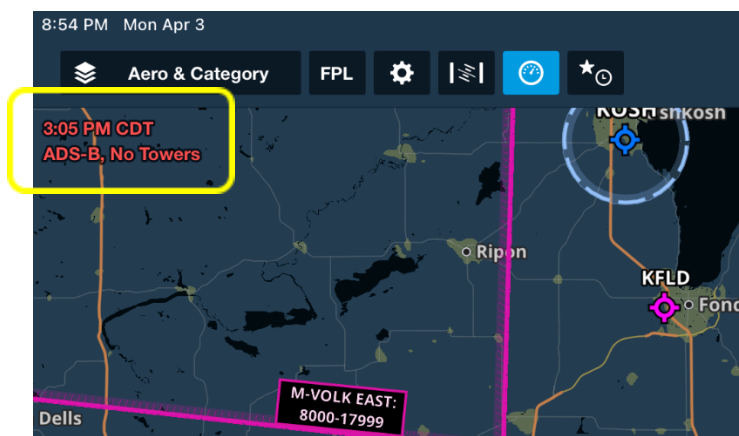 8:54 PM Mon Apr 3
Aero & Category FPL
3:05 PM CDT
ADS-B, No Towers
KOSH shkosh
Ripon
KFLD
Fond
M-VOLK EAST:
8000-17999
Dells